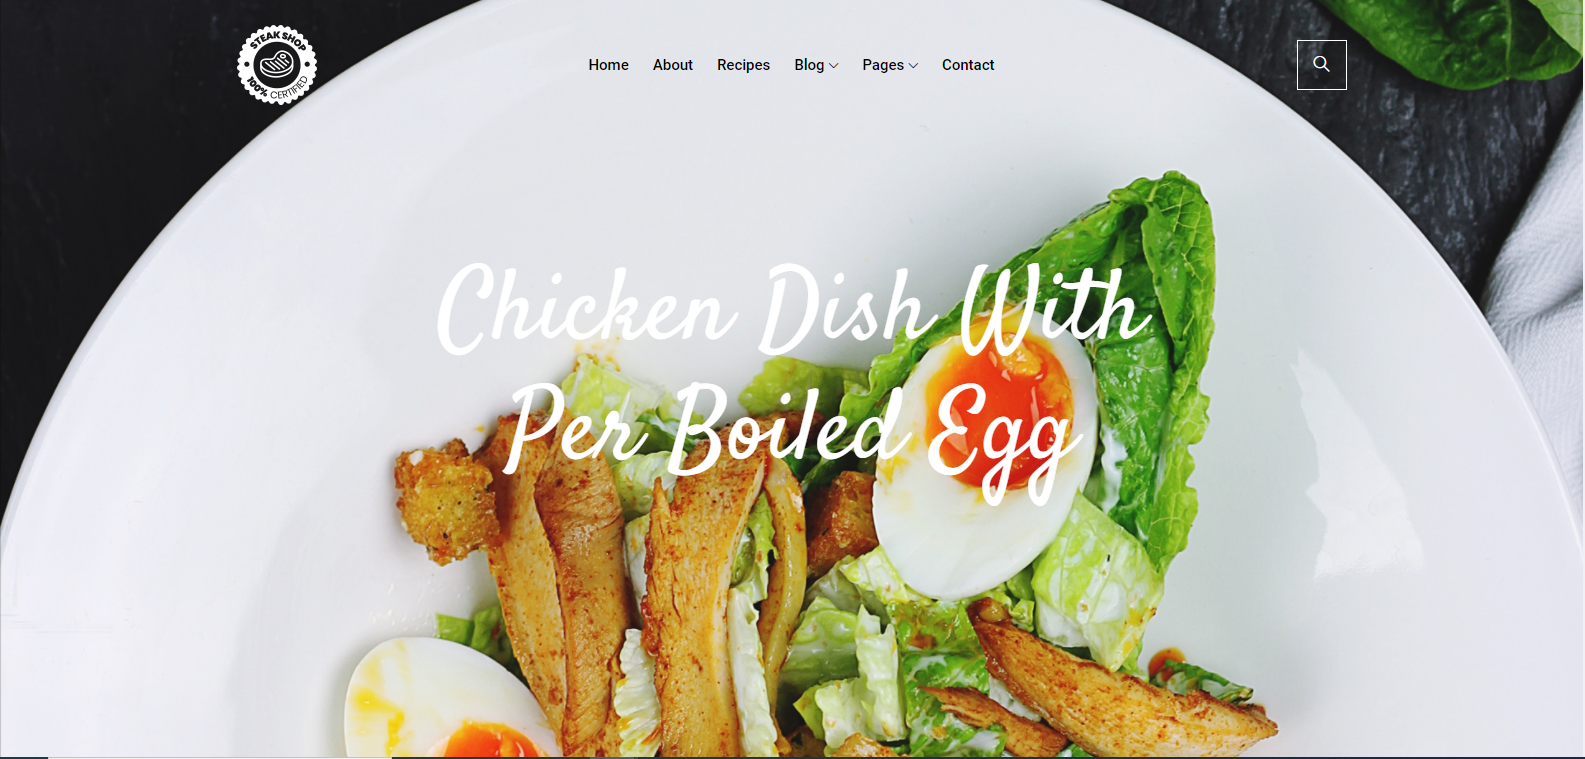 STEAK SHOP
100% CERTIFIED
Home About Recipes Blog Pages Contact
Chicken Dish With
Per Boiled Egg